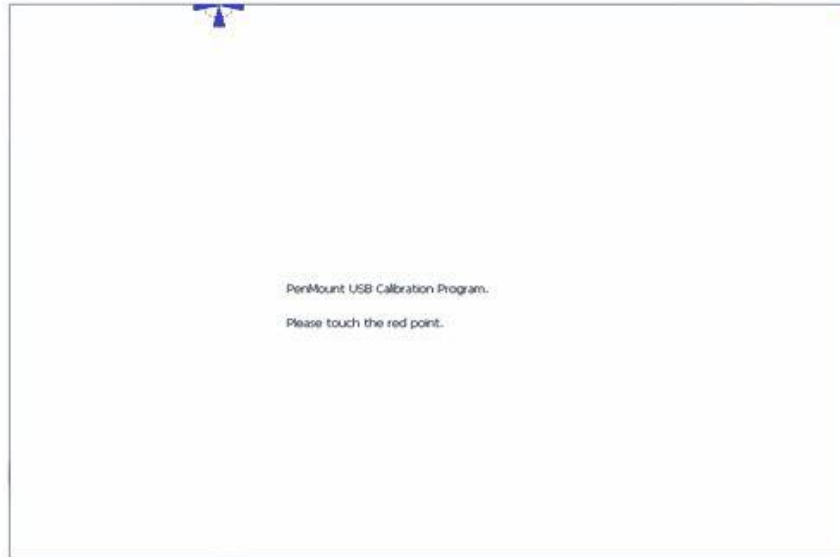 PenMount USB Calibration Program.
Please touch the red point.